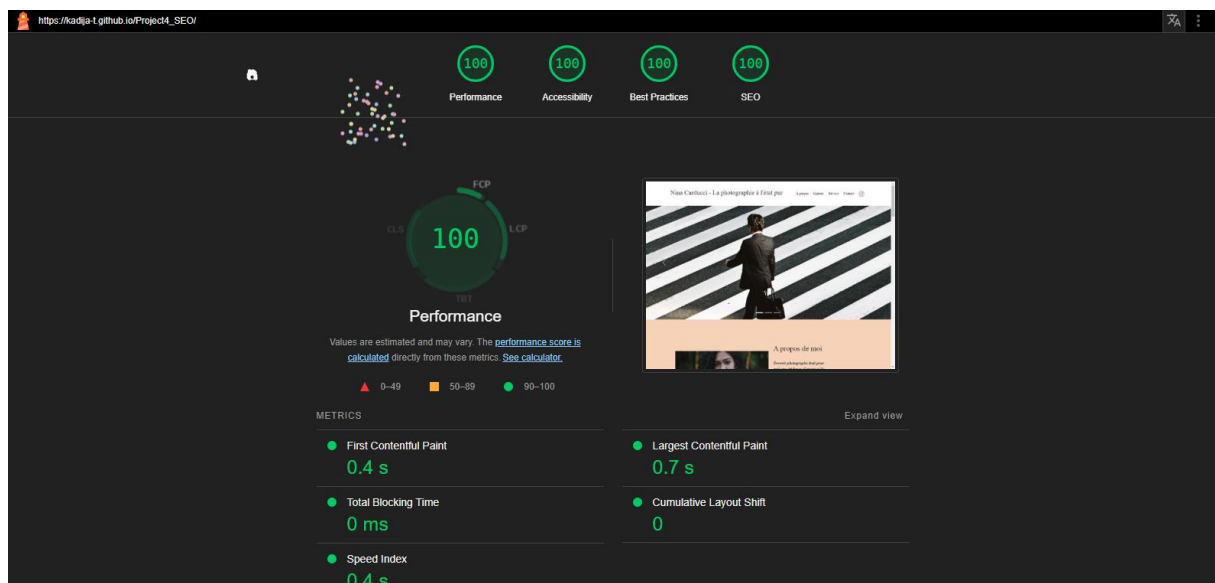 https://kadija-t.github.io/Project4_SEO/
100 100 100 100
Performance Accessibility Best Practices SEO
FCP
CLS
LCP
100
TBT
Performance
Values are estimated and may vary. The performance score is
calculated directly from these metrics. See calculator.
0–49 50–89 90–100
Nina Carducci - La photographie à l'état pur
A propos de moi
METRICS
Expand view
First Contentful Paint
0.4 s
Largest Contentful Paint
0.7 s
Total Blocking Time
0 ms
Cumulative Layout Shift
0
Speed Index
0.4 s